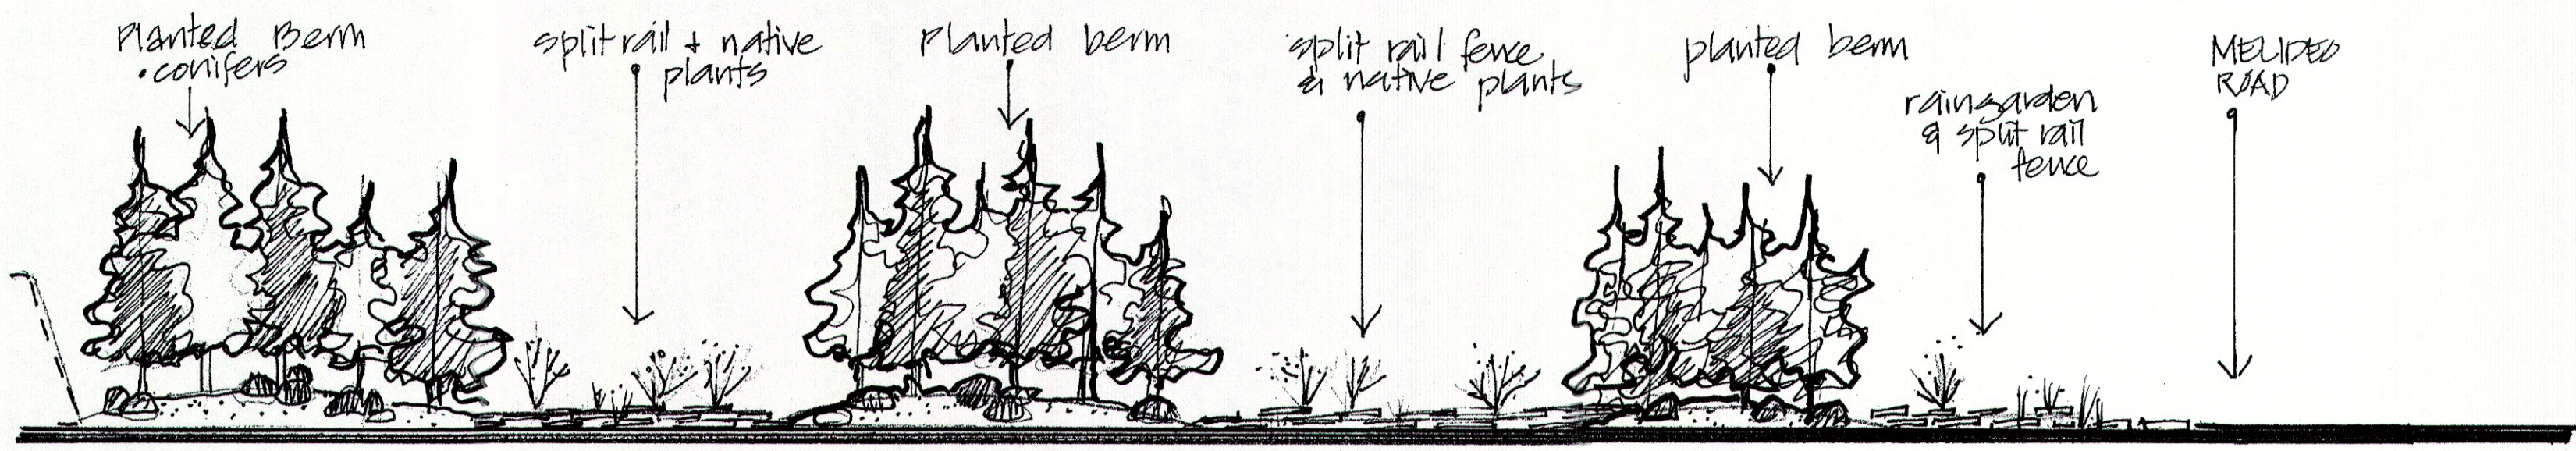 Planted Berm
• conifers
split rail + native
plants
Planted berm
split rail fence
& native plants
planted berm
raingarden
& split rail
fence
MELIDEO
ROAD